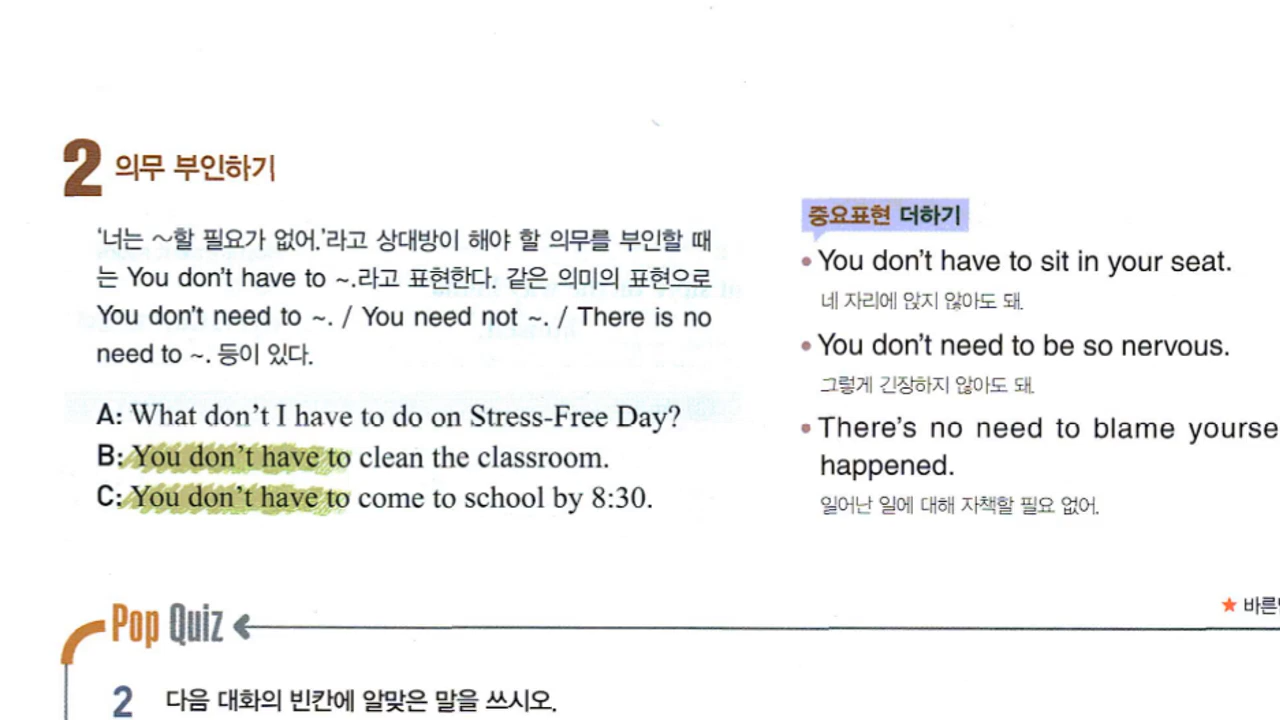 2 의무 부인하기
'너는 ~할 필요가 없어.'라고 상대방이 해야 할 의무를 부인할 때
는 You don't have to ~.라고 표현한다. 같은 의미의 표현으로
You don't need to ~. / You need not ~. / There is no
need to ~. 등이 있다.
A: What don't I have to do on Stress-Free Day?
B: You don't have to clean the classroom.
C: You don't have to come to school by 8:30.
중요표현 더하기
• You don't have to sit in your seat.
네 자리에 앉지 않아도 돼.
• You don't need to be so nervous.
그렇게 긴장하지 않아도 돼.
• There's no need to blame
happened.
일어난 일에 대해 자책할 필요 없어.
★
Pop Quiz
2 다음 대화의 빈칸에 알맞은 말을 쓰시오.